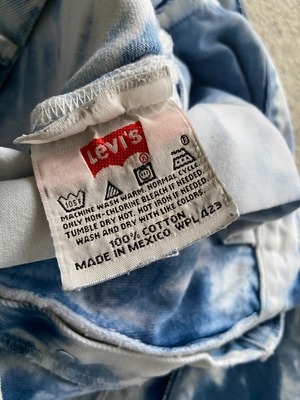 Levi's
105F
MACHINE WASH WARM. NORMAL CYCLE.
ONLY NON-CHLORINE BLEACH IF NEEDED.
TUMBLE DRY HOT. HOT IRON IF NEEDED.
WASH AND DRY WITH LIKE COLORS.
100% COTTON
MADE IN MEXICO WPL 423